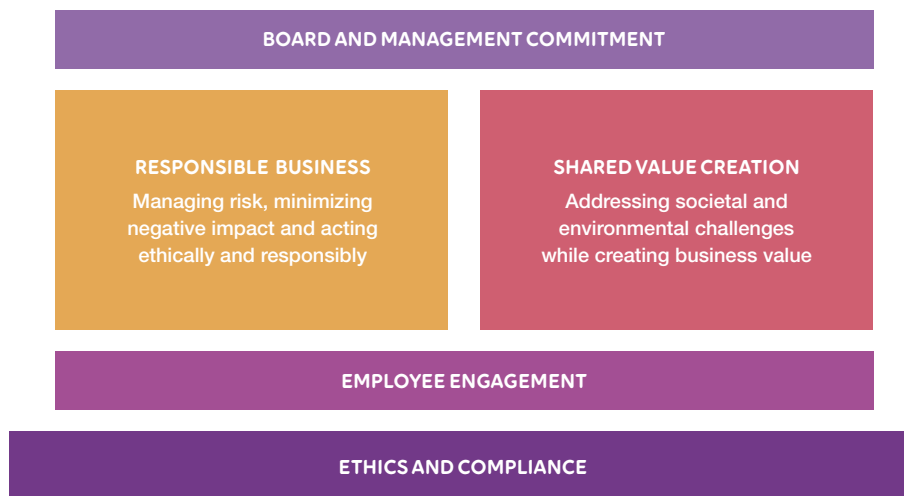 BOARD AND MANAGEMENT COMMITMENT
RESPONSIBLE BUSINESS
Managing risk, minimizing
negative impact and acting
ethically and responsibly
SHARED VALUE CREATION
Addressing societal and
environmental challenges
while creating business value
EMPLOYEE ENGAGEMENT
ETHICS AND COMPLIANCE